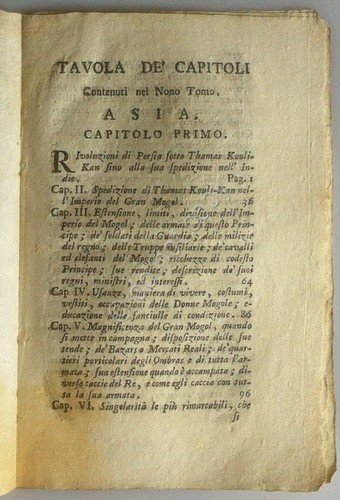 TAVOLA DE' CAPITOLI
Contenuti nel Nono Tomo.
ASIA.
CAPITOLO PRIMO.
RIvoluzioni di Persia sotto Thamas Kouli-
Kan sino alla sua spedizione nell' In-
die. Pag. 1
Cap. II. Spedizione di Thamas Kouli-Kan nel-
l'Imperio del Gran Mogol. 36
Cap. III. Estensione, limiti, divisione dell'im-
perio del Mogol; delle armate di questo Prin-
cipe; de' soldati della Guardia; delle milizie
del regno; delle Truppe ausiliarie; de' cavalli
ed elefanti del Mogol; ricchezze di codesto
Principe; sue rendite; descrizione de' suoi
regni, ministri, ed interessi. 64
Cap. IV. Usanze, maniera di vivere, costumi,
vestiti, occupazioni delle Donne Mogole; e-
ducazione delle fanciulle di condizione. 86
Cap. V. Magnificenza del Gran Mogol, quando
si mette in campagna; disposizione delle sue
tende; de' Bazars o Mercati Reali; de' quar-
tieri particolari degli Ombras e di tutta l'ar-
mata; sua estensione quando è accampata; di-
verse caccie del Re, e come egli caccia con tut-
ta la sua armata. 96
Cap. VI. Singolarità le più rimarcabili, che
si